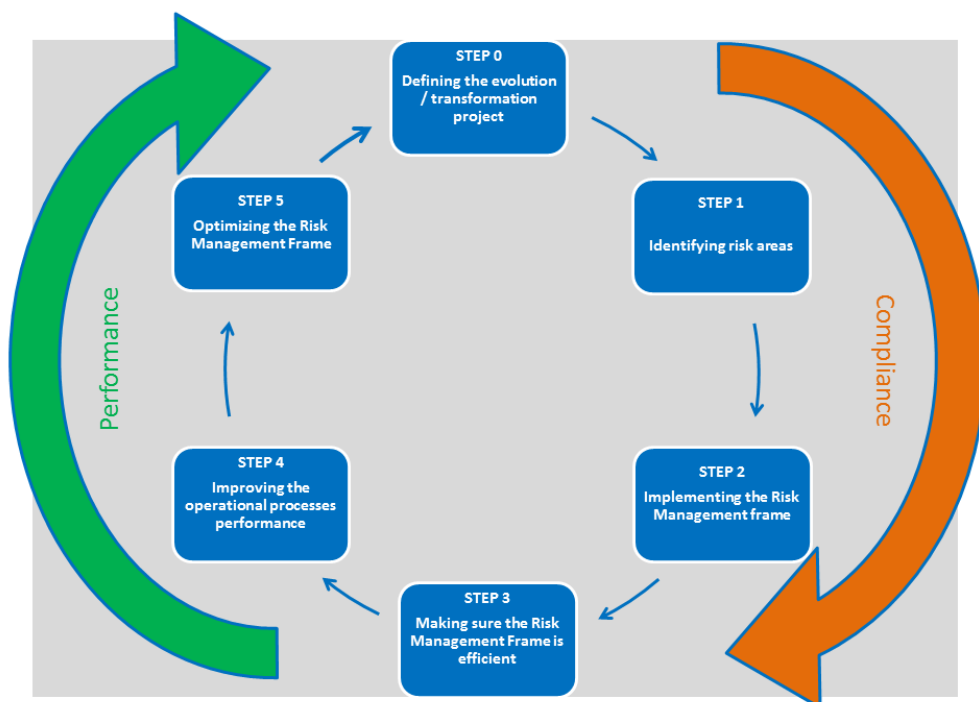 STEP 0
Defining the evolution
/ transformation
project
STEP 1
Identifying risk areas
STEP 2
Implementing the Risk
Management frame
STEP 3
Making sure the Risk
Management Frame is
efficient
STEP 4
Improving the
operational processes
performance
STEP 5
Optimizing the Risk
Management Frame
Performance
Compliance